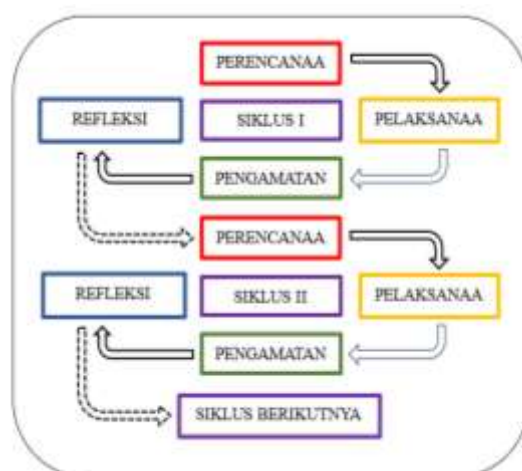 PERENCANAA
REFLEKSI
SIKLUS I
PELAKSANAA
PENGAMATAN
PERENCANAA
REFLEKSI
SIKLUS II
PELAKSANAA
PENGAMATAN
SIKLUS BERIKUTNYA